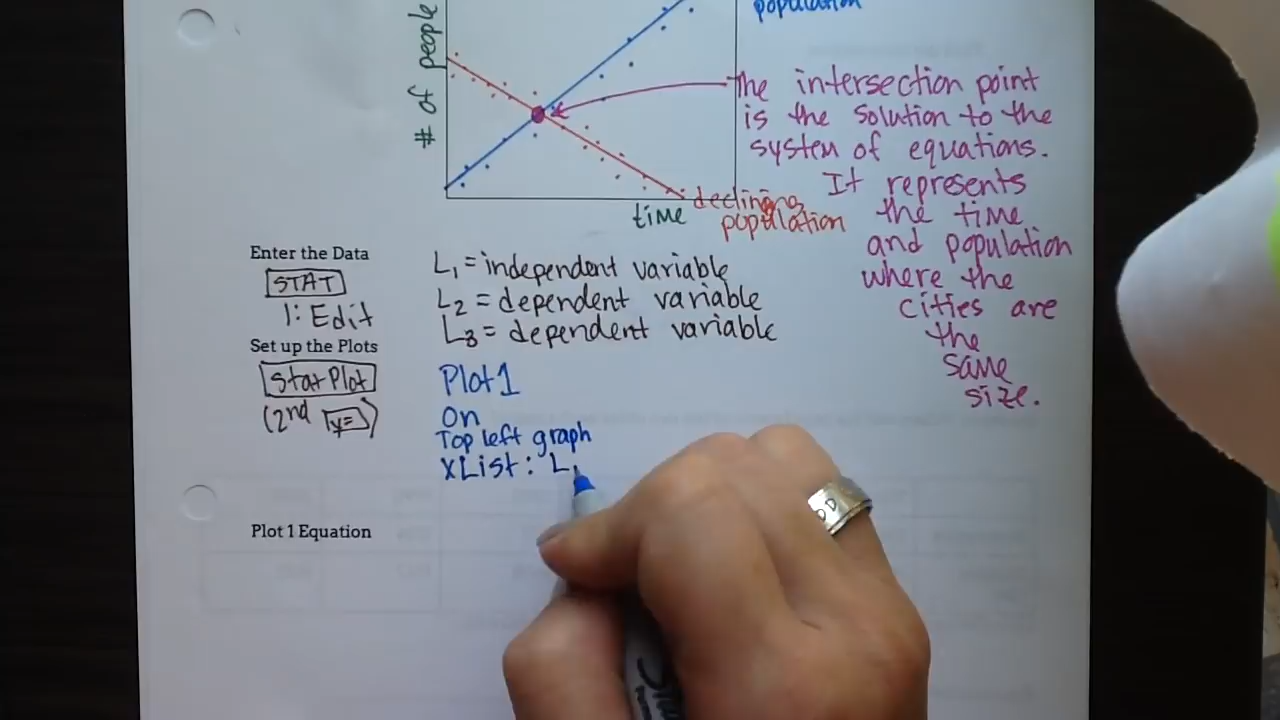 population
# of people
The intersection point
is the solution to the
system of equations.
It represents
the time
and population
where the
cities are
the
same
size.
time
declining
population
Enter the Data
STAT
1: Edit
L₁ = independent variable
L₂ = dependent variable
L₃ = dependent variable
Set up the Plots
Stat Plot
(2nd y=)
Plot1
on
Top left graph
XList: L₁
Plot 1 Equation